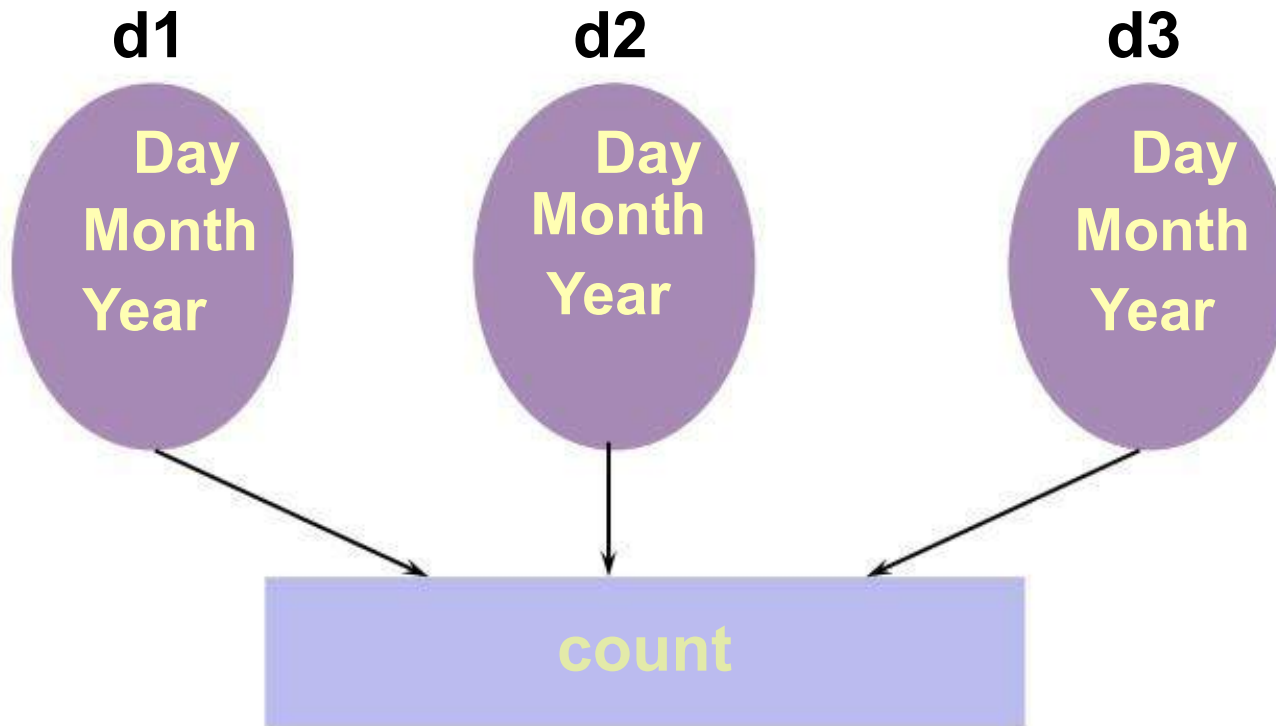 d1
Day
Month
Year
d2
Day
Month
Year
d3
Day
Month
Year
count